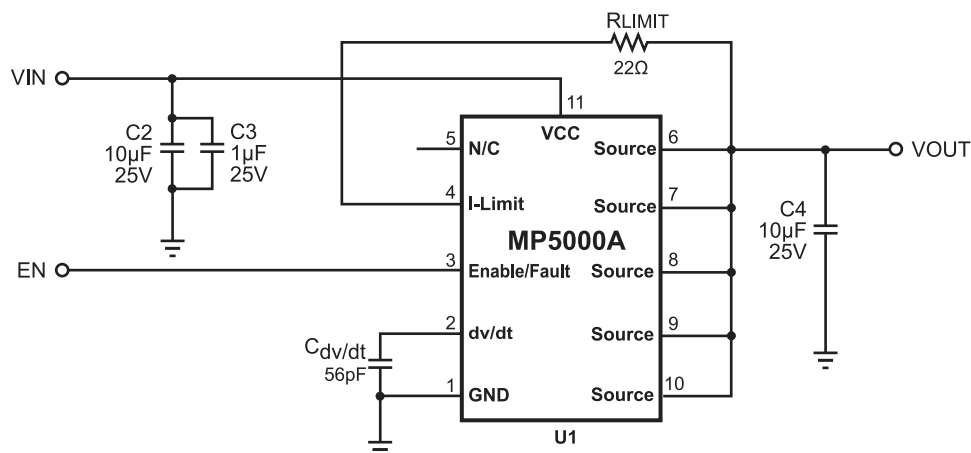 RLIMIT
22Ω
VIN
11
VCC
C2
10µF
25V
C3
1µF
25V
5
N/C
Source
6
VOUT
4
I-Limit
Source
7
C4
10µF
25V
MP5000A
EN
3
Enable/Fault
Source
8
2
dv/dt
Source
9
Cdv/dt
56pF
1
GND
Source
10
U1